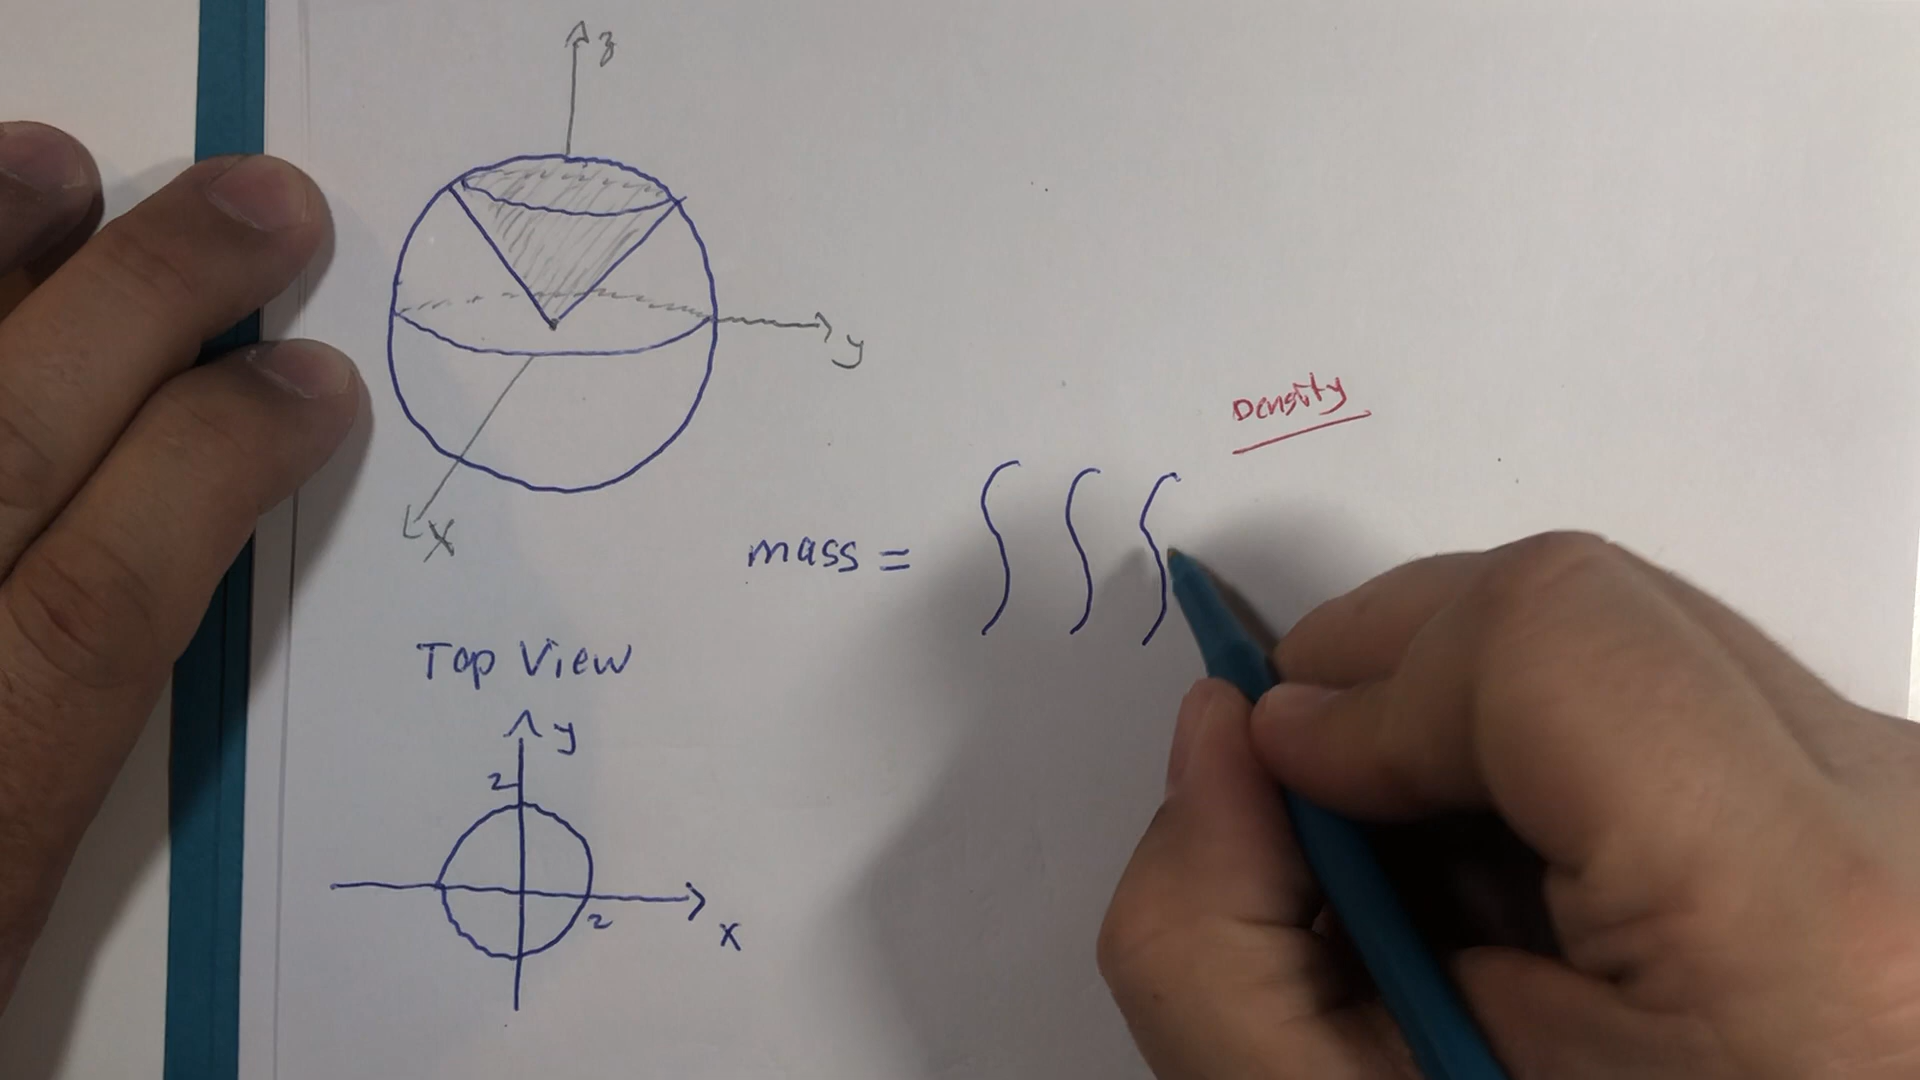 z
y
x
Density
mass = ∫ ∫ ∫
Top View
y
2
2
x